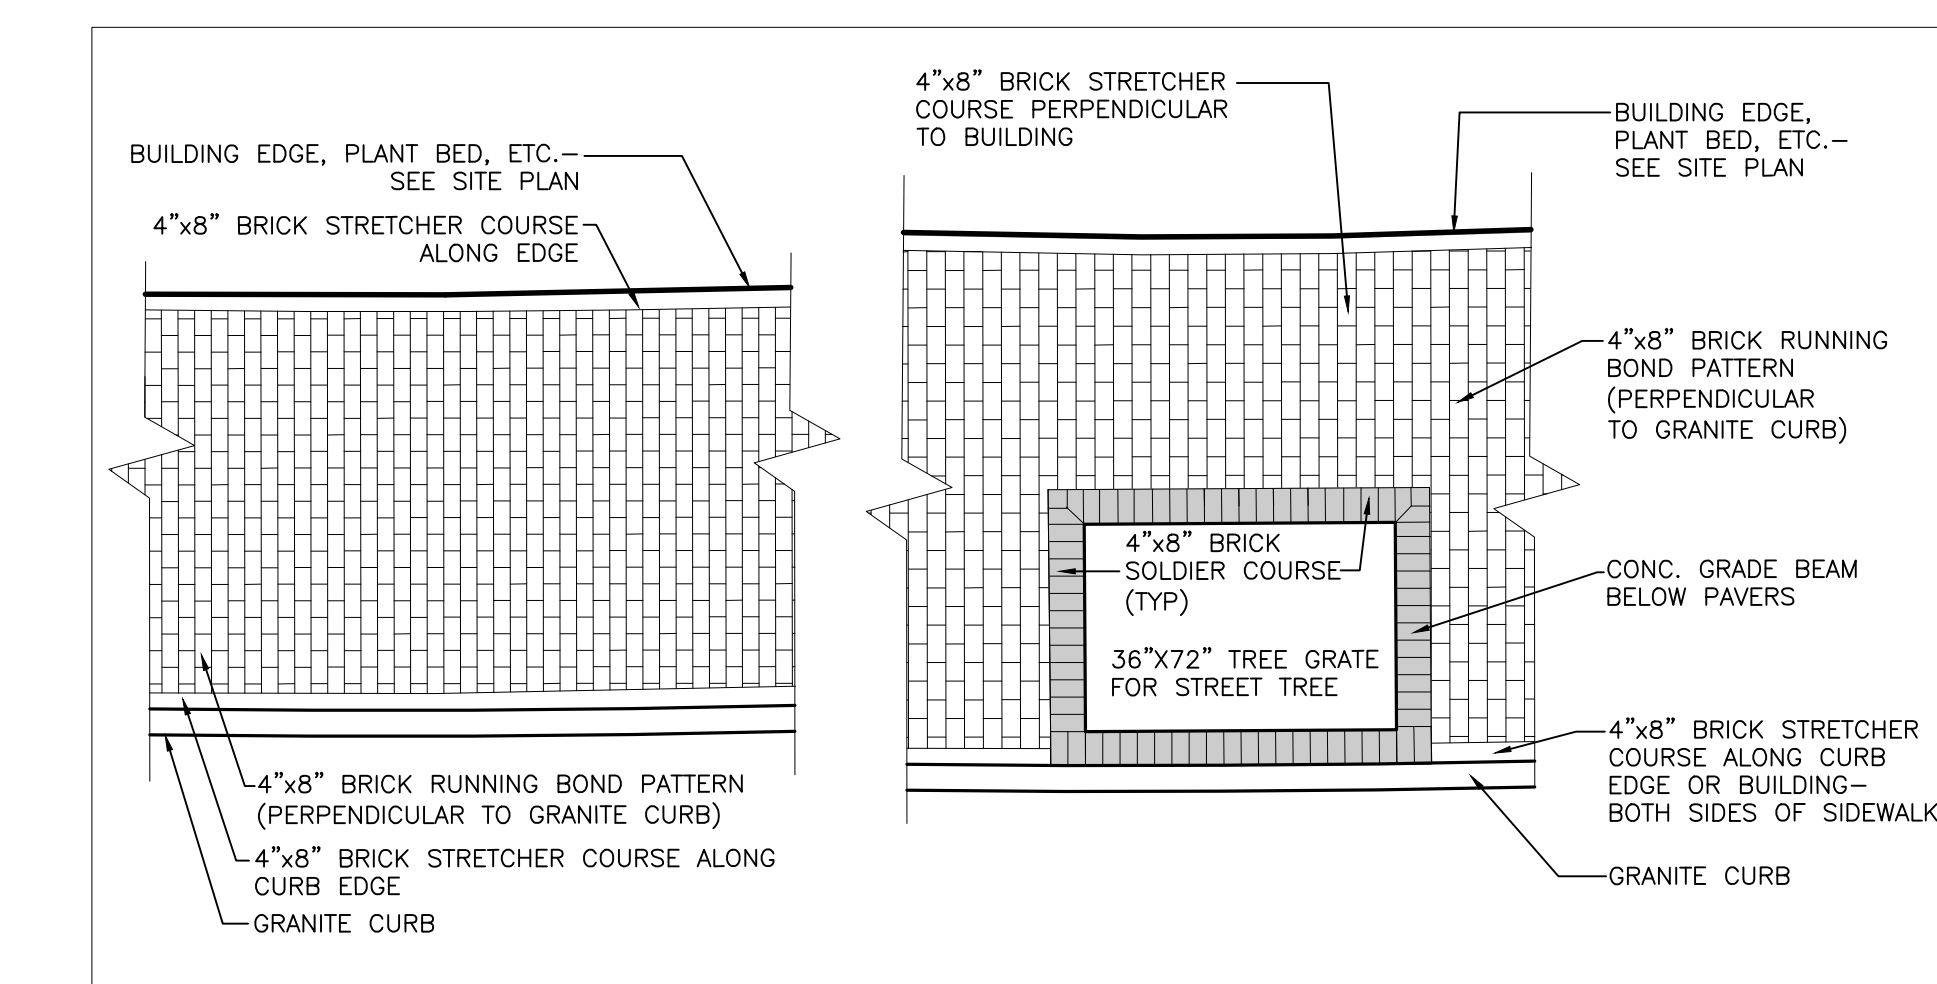 BUILDING EDGE, PLANT BED, ETC.–
SEE SITE PLAN
4"x8" BRICK STRETCHER COURSE
ALONG EDGE
4"x8" BRICK RUNNING BOND PATTERN
(PERPENDICULAR TO GRANITE CURB)
4"x8" BRICK STRETCHER COURSE ALONG
CURB EDGE
GRANITE CURB
4"x8" BRICK STRETCHER
COURSE PERPENDICULAR
TO BUILDING
BUILDING EDGE,
PLANT BED, ETC.–
SEE SITE PLAN
4"x8" BRICK RUNNING
BOND PATTERN
(PERPENDICULAR
TO GRANITE CURB)
4"x8" BRICK
SOLDIER COURSE
(TYP)
36"X72" TREE GRATE
FOR STREET TREE
CONC. GRADE BEAM
BELOW PAVERS
4"x8" BRICK STRETCHER
COURSE ALONG CURB
EDGE OR BUILDING–
BOTH SIDES OF SIDEWALK
GRANITE CURB